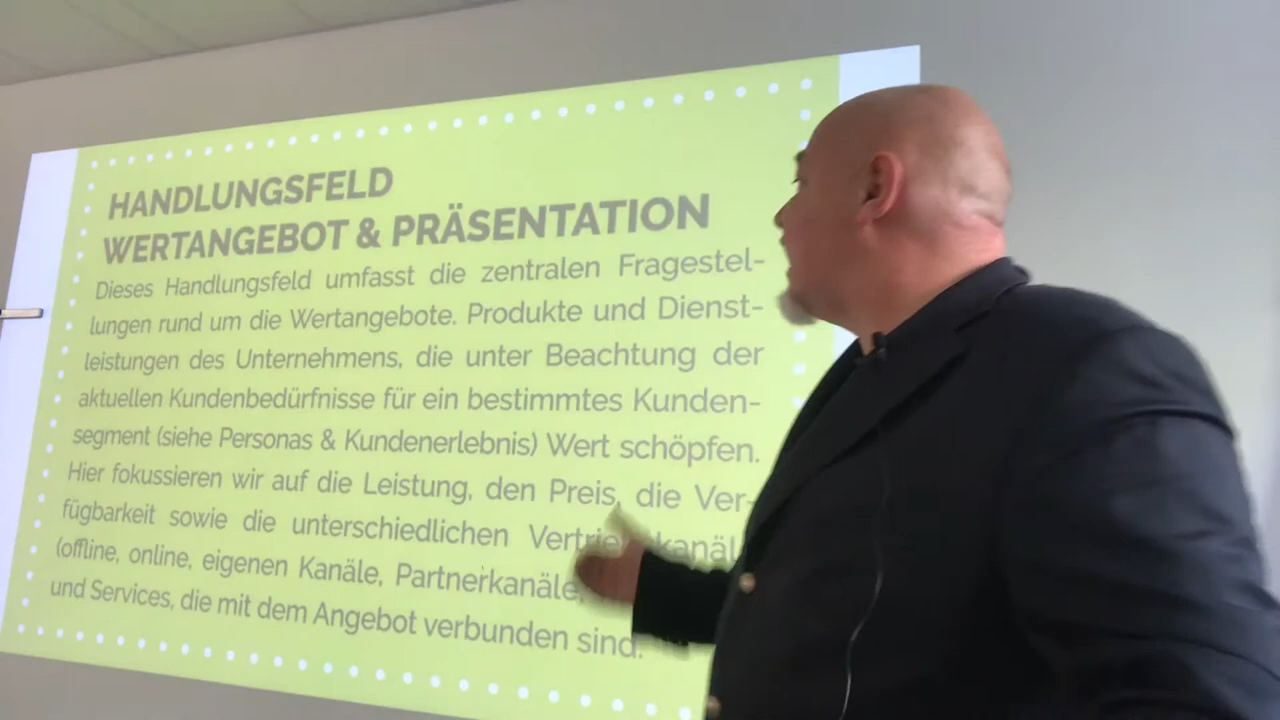 HANDLUNGSFELD
WERTANGEBOT & PRÄSENTATION
Dieses Handlungsfeld umfasst die zentralen Fragestel-
lungen rund um die Wertangebote. Produkte und Dienst-
leistungen des Unternehmens, die unter Beachtung der
aktuellen Kundenbedürfnisse für ein bestimmtes Kunden-
segment (siehe Personas & Kundenerlebnis) Wert schöpfen.
Hier fokussieren wir auf die Leistung, den Preis, die Ver-
fügbarkeit sowie die unterschiedlichen
(offline, online, eigenen Kanäle, Partnerkanäle,
und Services, die mit dem Angebot verbunden sind.